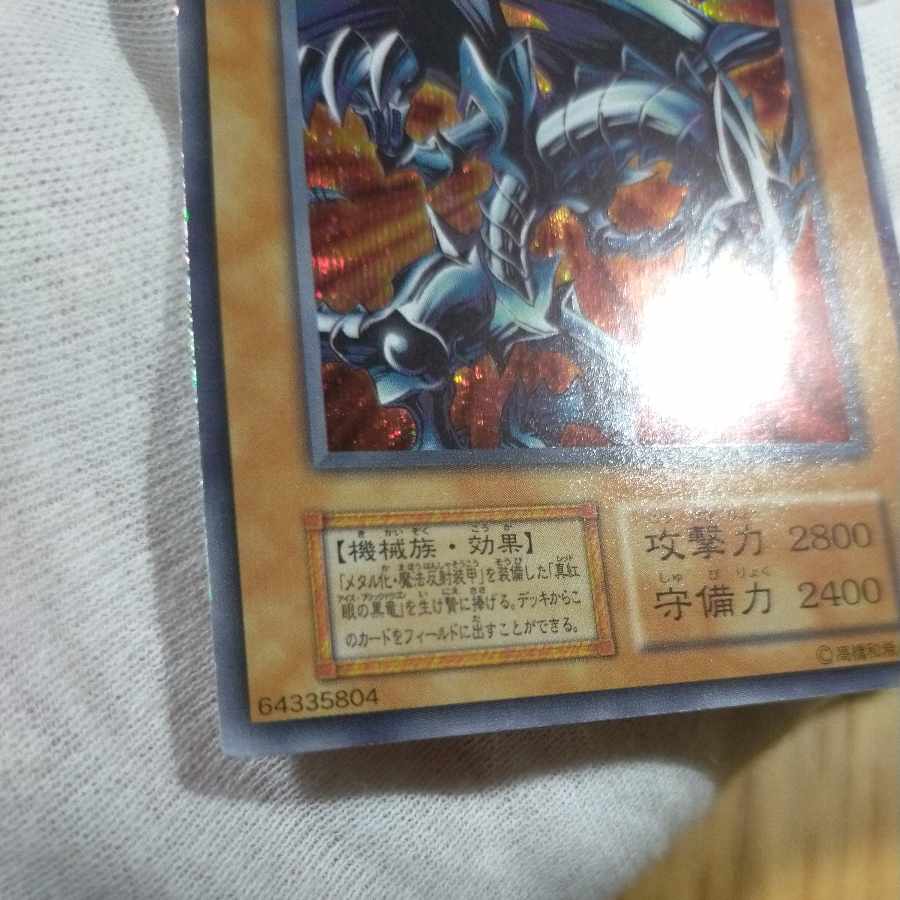 【機械族・効果】
「メタル化・魔法反射装甲」を装備した「真紅
眼の黒竜」を生け贄に捧げる。デッキからこ
のカードをフィールドに出すことができる。
攻撃力 2800
守備力 2400
©高橋和希
64335804